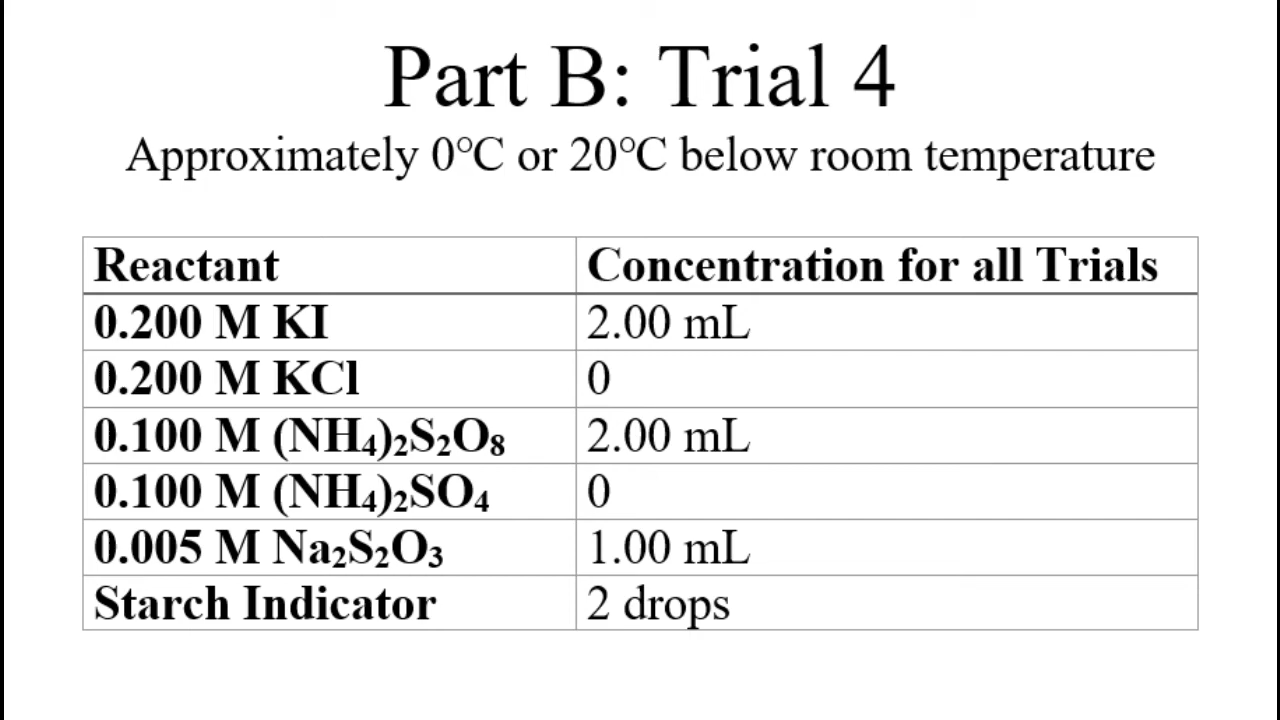 Part B: Trial 4
Approximately 0°C or 20°C below room temperature
Reactant Concentration for all Trials
0.200 M KI 2.00 mL
0.200 M KCl 0
0.100 M (NH₄)₂S₂O₈ 2.00 mL
0.100 M (NH₄)₂SO₄ 0
0.005 M Na₂S₂O₃ 1.00 mL
Starch Indicator 2 drops